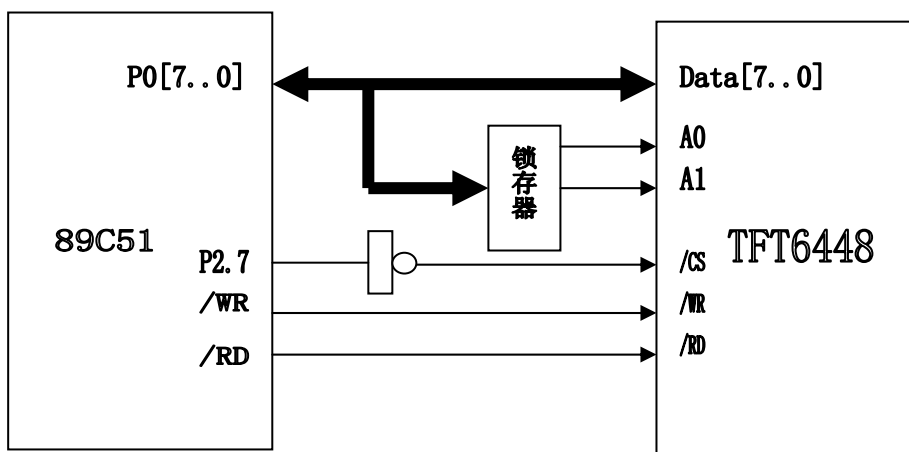 P0[7..0]
Data[7..0]
A0
锁存器
A1
89C51
TFT6448
P2.7
/CS
/WR
/WR
/RD
/RD